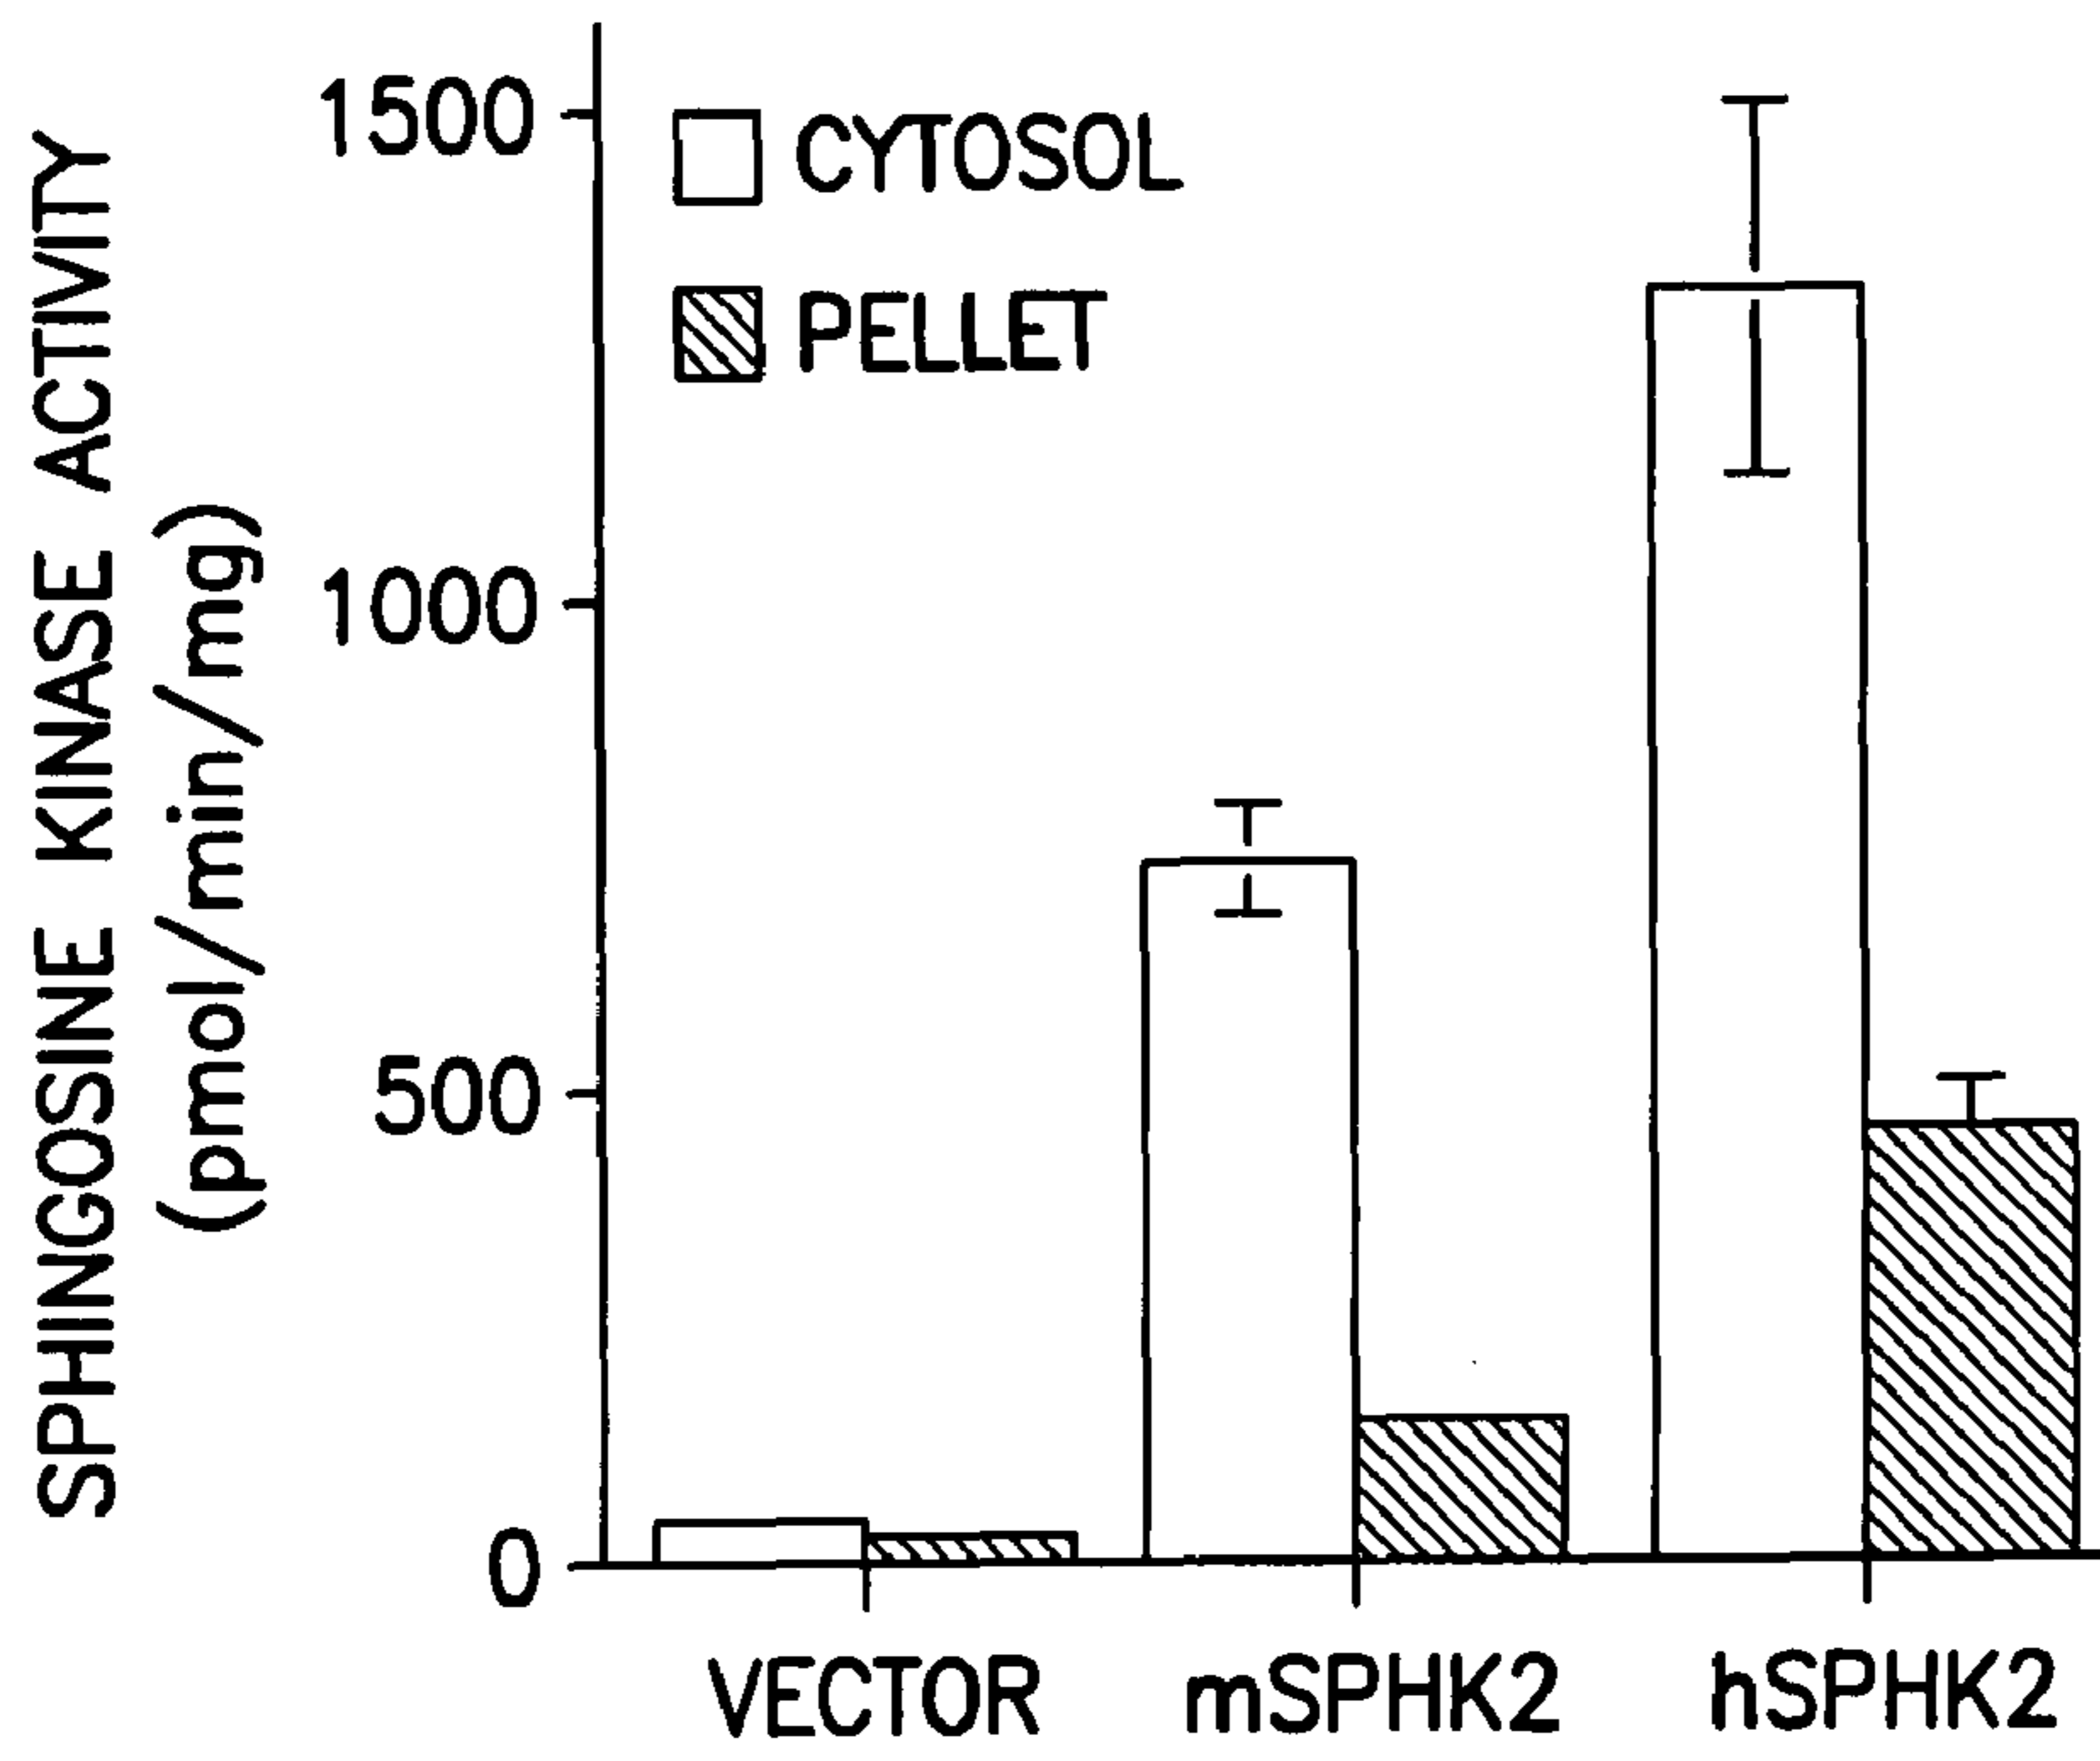 SPHINGOSINE KINASE ACTIVITY
(pmol/min/mg)
1500
1000
500
0
CYTOSOL
PELLET
VECTOR
mSPHK2
hSPHK2